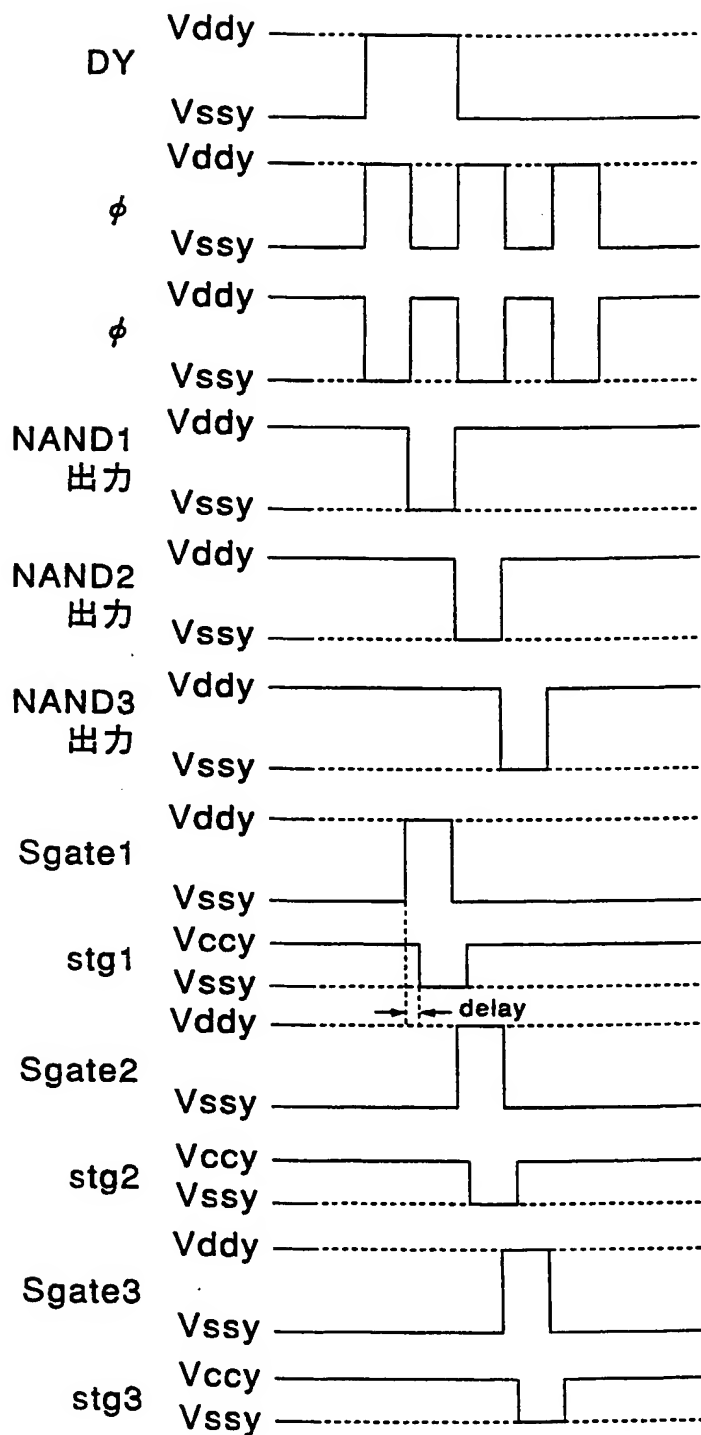 Vddy
DY
Vssy
Vddy
φ
Vssy
Vddy
φ
Vssy
Vddy
NAND1
出力
Vssy
Vddy
NAND2
出力
Vssy
Vddy
NAND3
出力
Vssy
Vddy
Sgate1
Vssy
Vccy
stg1
Vssy
delay
Vddy
Sgate2
Vssy
Vccy
stg2
Vssy
Vddy
Sgate3
Vssy
Vccy
stg3
Vssy